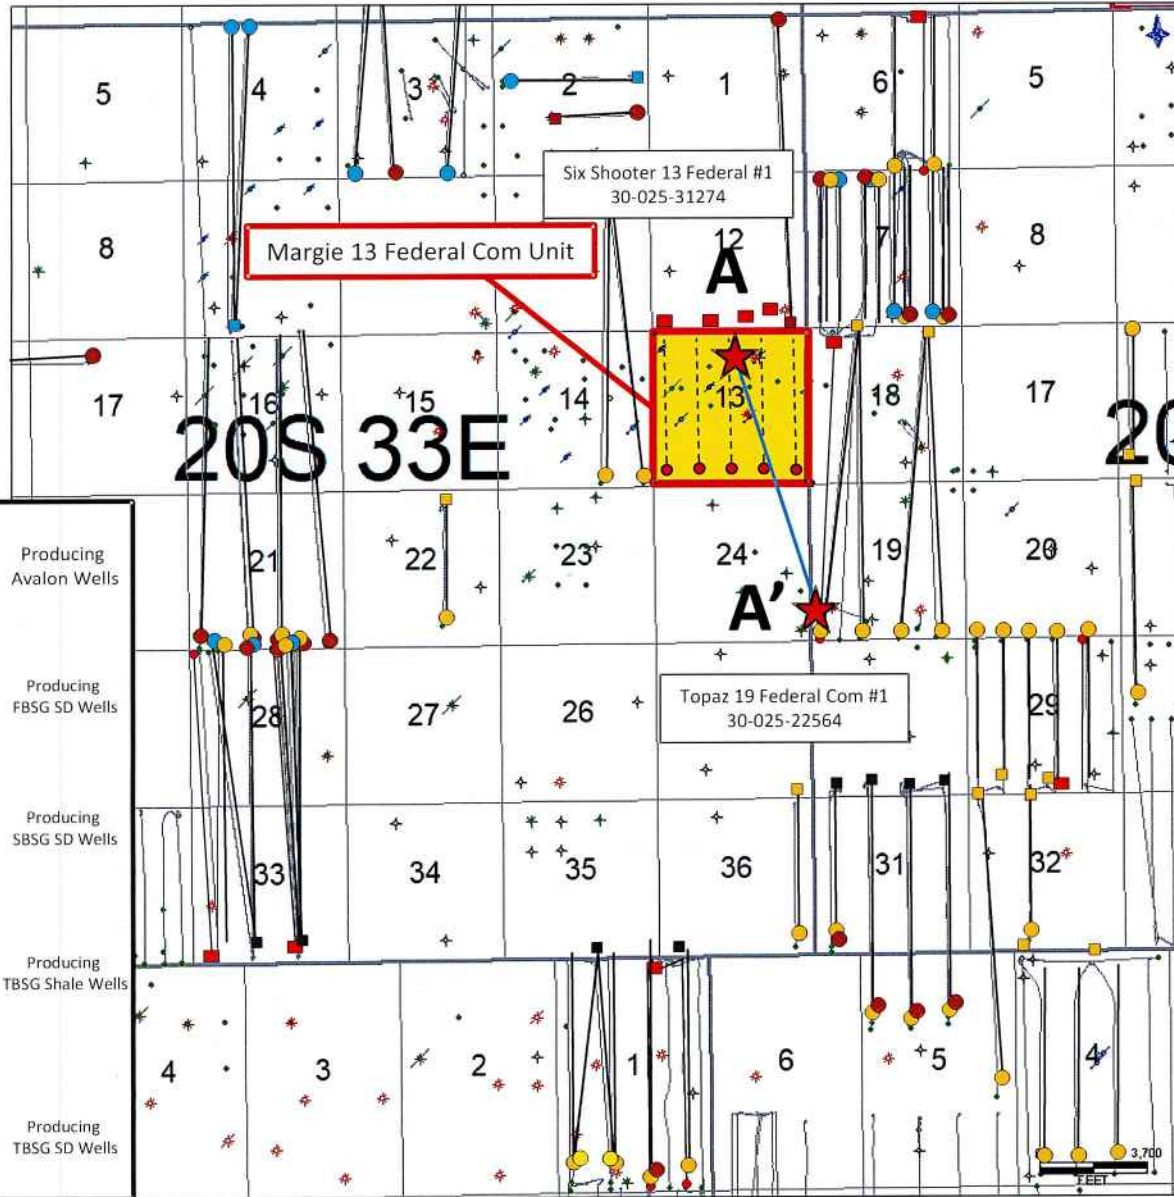 5
4
3
2
1
6
5
Six Shooter 13 Federal #1
30-025-31274
8
Margie 13 Federal Com Unit
12
7
8
A
17
16
15
14
13
18
17
20S 33E
20
21
22
23
24
19
20
A'
Producing
Avalon Wells
Producing
FBSG SD Wells
28
27
26
Topaz 19 Federal Com #1
30-025-22564
29
Producing
SBSG SD Wells
33
34
35
36
31
32
Producing
TBSG Shale Wells
4
3
2
1
6
5
4
Producing
TBSG SD Wells
3,700
FEET